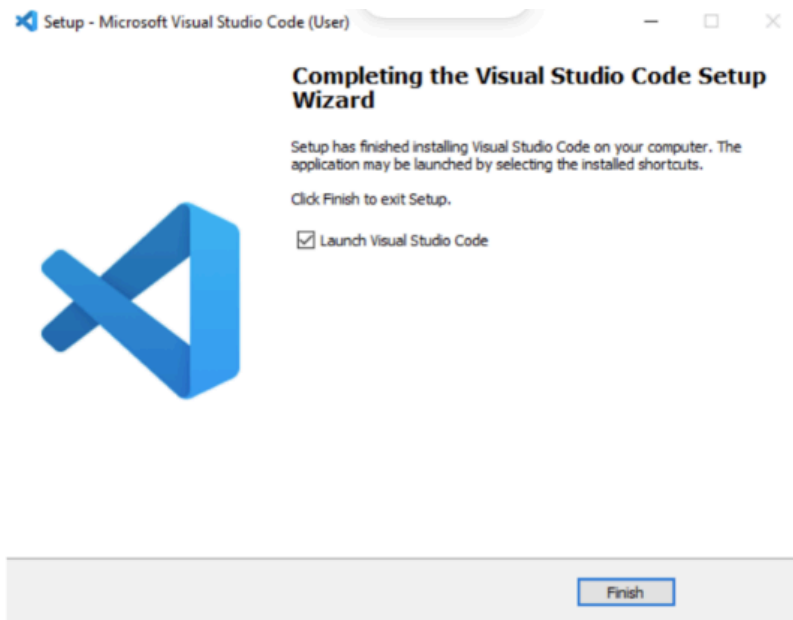 Setup - Microsoft Visual Studio Code (User)
Completing the Visual Studio Code Setup
Wizard
Setup has finished installing Visual Studio Code on your computer. The
application may be launched by selecting the installed shortcuts.
Click Finish to exit Setup.
Launch Visual Studio Code
Finish